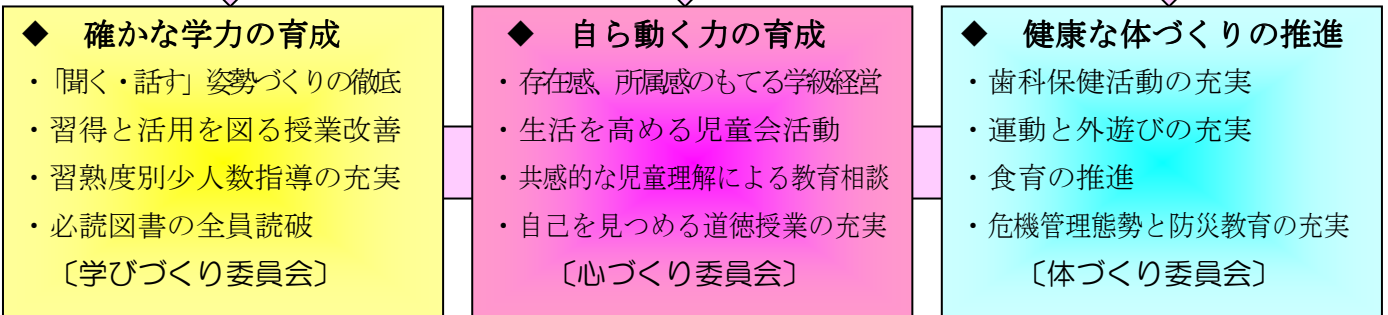 ◆ 確かな学力の育成
・「聞く・話す」姿勢づくりの徹底
・習得と活用を図る授業改善
・習熟度別少人数指導の充実
・必読図書の全員読破
〔学びづくり委員会〕
◆ 自ら動く力の育成
・存在感、所属感のもてる学級経営
・生活を高める児童会活動
・共感的な児童理解による教育相談
・自己を見つめる道徳授業の充実
〔心づくり委員会〕
◆ 健康な体づくりの推進
・歯科保健活動の充実
・運動と外遊びの充実
・食育の推進
・危機管理態勢と防災教育の充実
〔体づくり委員会〕